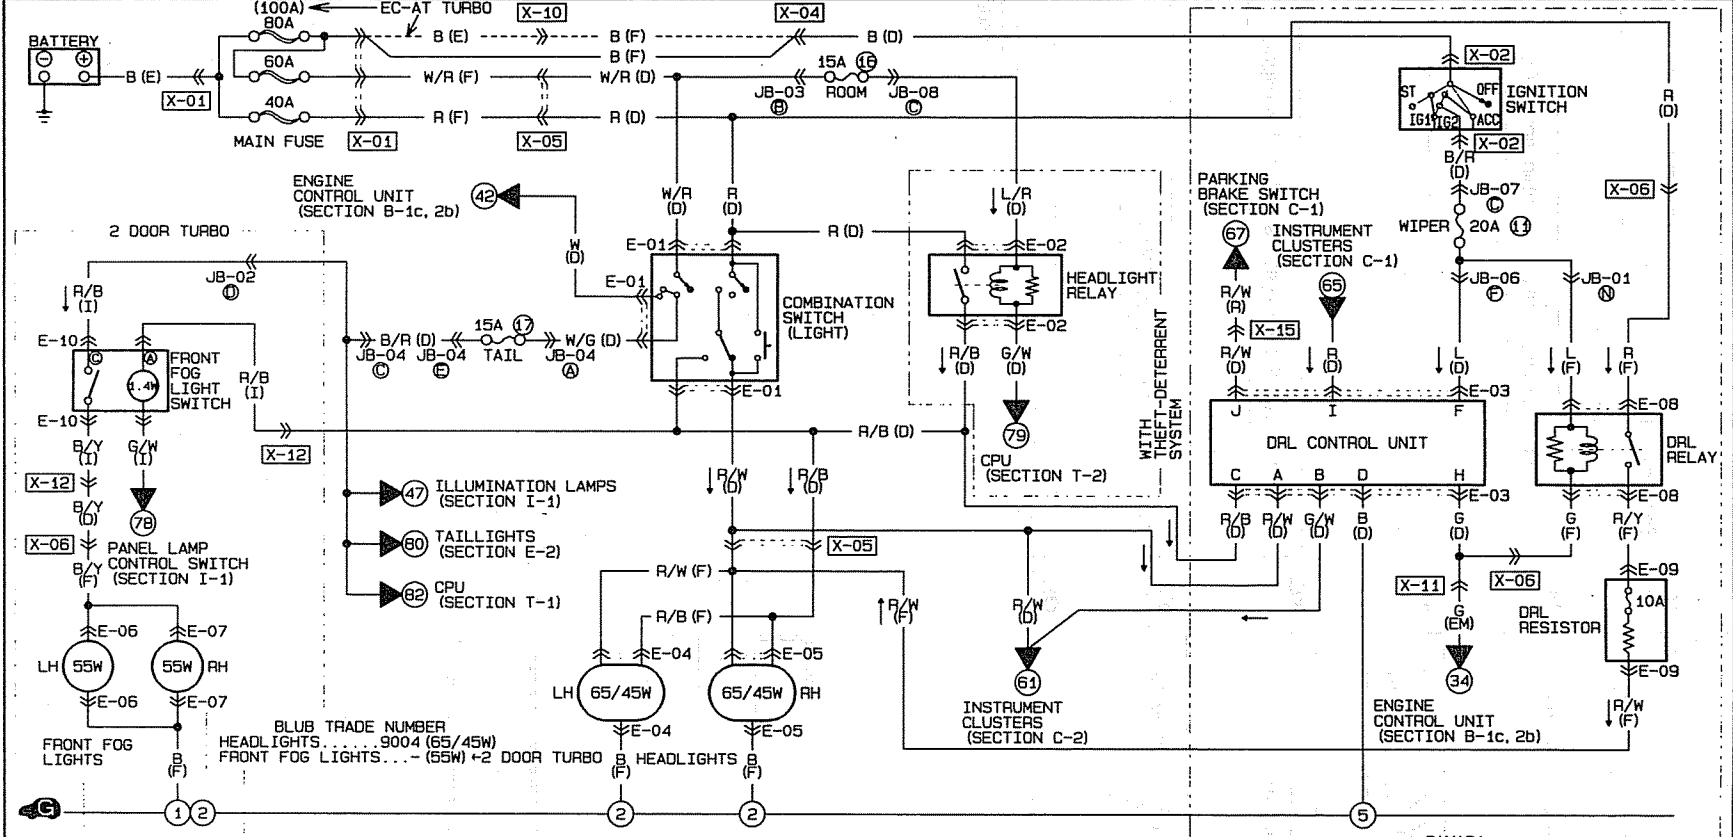 (100A) EC-AT TURBO X-10 X-04
80A B (E) B (F) B (D)
BATTERY
B (F)
X-02
60A
15A 16
B (E) W/R (F) W/R (D)
ROOM
X-01
JB-03 JB-08
B C
ST OFF IGNITION
SWITCH
IG1 IG2 ACC
R
(D)
40A
R (F) R (D)
MAIN FUSE X-01 X-05
X-02
B/R
(D)
ENGINE
CONTROL UNIT
(SECTION B-1c, 2b)
42
W/R
(D)
R
(D)
L/R
(D)
PARKING
BRAKE SWITCH
(SECTION C-1)
JB-07
C
X-06
WIPER 20A 11
2 DOOR TURBO
R (D)
W
(D)
67
INSTRUMENT
CLUSTERS
(SECTION C-1)
E-01
E-02
JB-02
D
E-01
HEADLIGHT
RELAY
65
JB-06
F
JB-01
N
R/B
(I)
R/W
(R)
COMBINATION
SWITCH
(LIGHT)
15A 17
B/R (D) TAIL W/G (D)
JB-04 JB-04 JB-04
C E A
E-02
X-15
E-10
C A
FRONT
FOG
LIGHT
SWITCH
1.4W
R/B
(I)
R/B
(D)
G/W
(D)
WITH
THEFT-DETERRENT
SYSTEM
R/W
(D)
R
(D)
L
(D)
L
(F)
R
(F)
E-01
E-03
E-08
E-10
J I F
DRL CONTROL UNIT
C A B D H
DRL
RELAY
X-12
R/B (D)
79
CPU
(SECTION T-2)
B/Y
(I)
G/W
(I)
R/W
(D)
R/B
(D)
X-12
47 ILLUMINATION LAMPS
(SECTION I-1)
E-03
E-08
B/Y
(D)
78
R/B
(D)
R/W
(D)
G/W
(D)
B
(D)
G
(D)
G
(F)
R/Y
(F)
X-06
PANEL LAMP
CONTROL SWITCH
(SECTION I-1)
80 TAILLIGHTS
(SECTION E-2)
X-05
B/Y
(F)
R/W (F)
82 CPU
(SECTION T-1)
X-11 X-06
E-09
R/W
(F)
R/W
(D)
G
(EM)
DRL
RESISTOR
10A
R/B (F)
E-06 E-07
E-04 E-05
LH 55W 55W RH
LH 65/45W 65/45W RH
61
34
E-09
E-06 E-07
INSTRUMENT
CLUSTERS
(SECTION C-2)
ENGINE
CONTROL UNIT
(SECTION B-1c, 2b)
R/W
(F)
BLUB TRADE NUMBER
HEADLIGHTS......9004 (65/45W)
FRONT FOG LIGHTS...- (55W) ←2 DOOR TURBO
E-04 E-05
FRONT FOG
LIGHTS
B
(F)
B
(F)
HEADLIGHTS
B
(F)
G 1 2 2 2 5